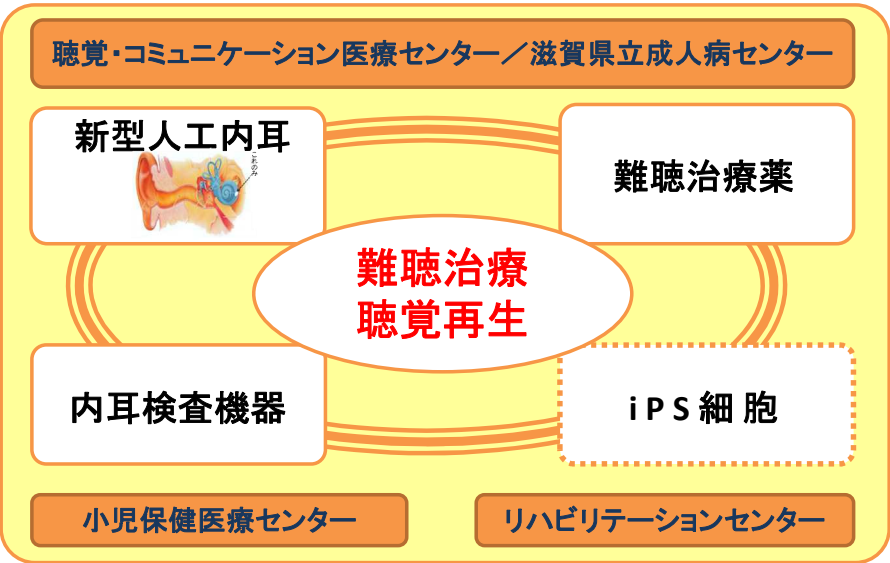 聴覚・コミュニケーション医療センター／滋賀県立成人病センター
新型人工内耳
これのみ
難聴治療薬
難聴治療
聴覚再生
内耳検査機器
iPS細胞
小児保健医療センター
リハビリテーションセンター